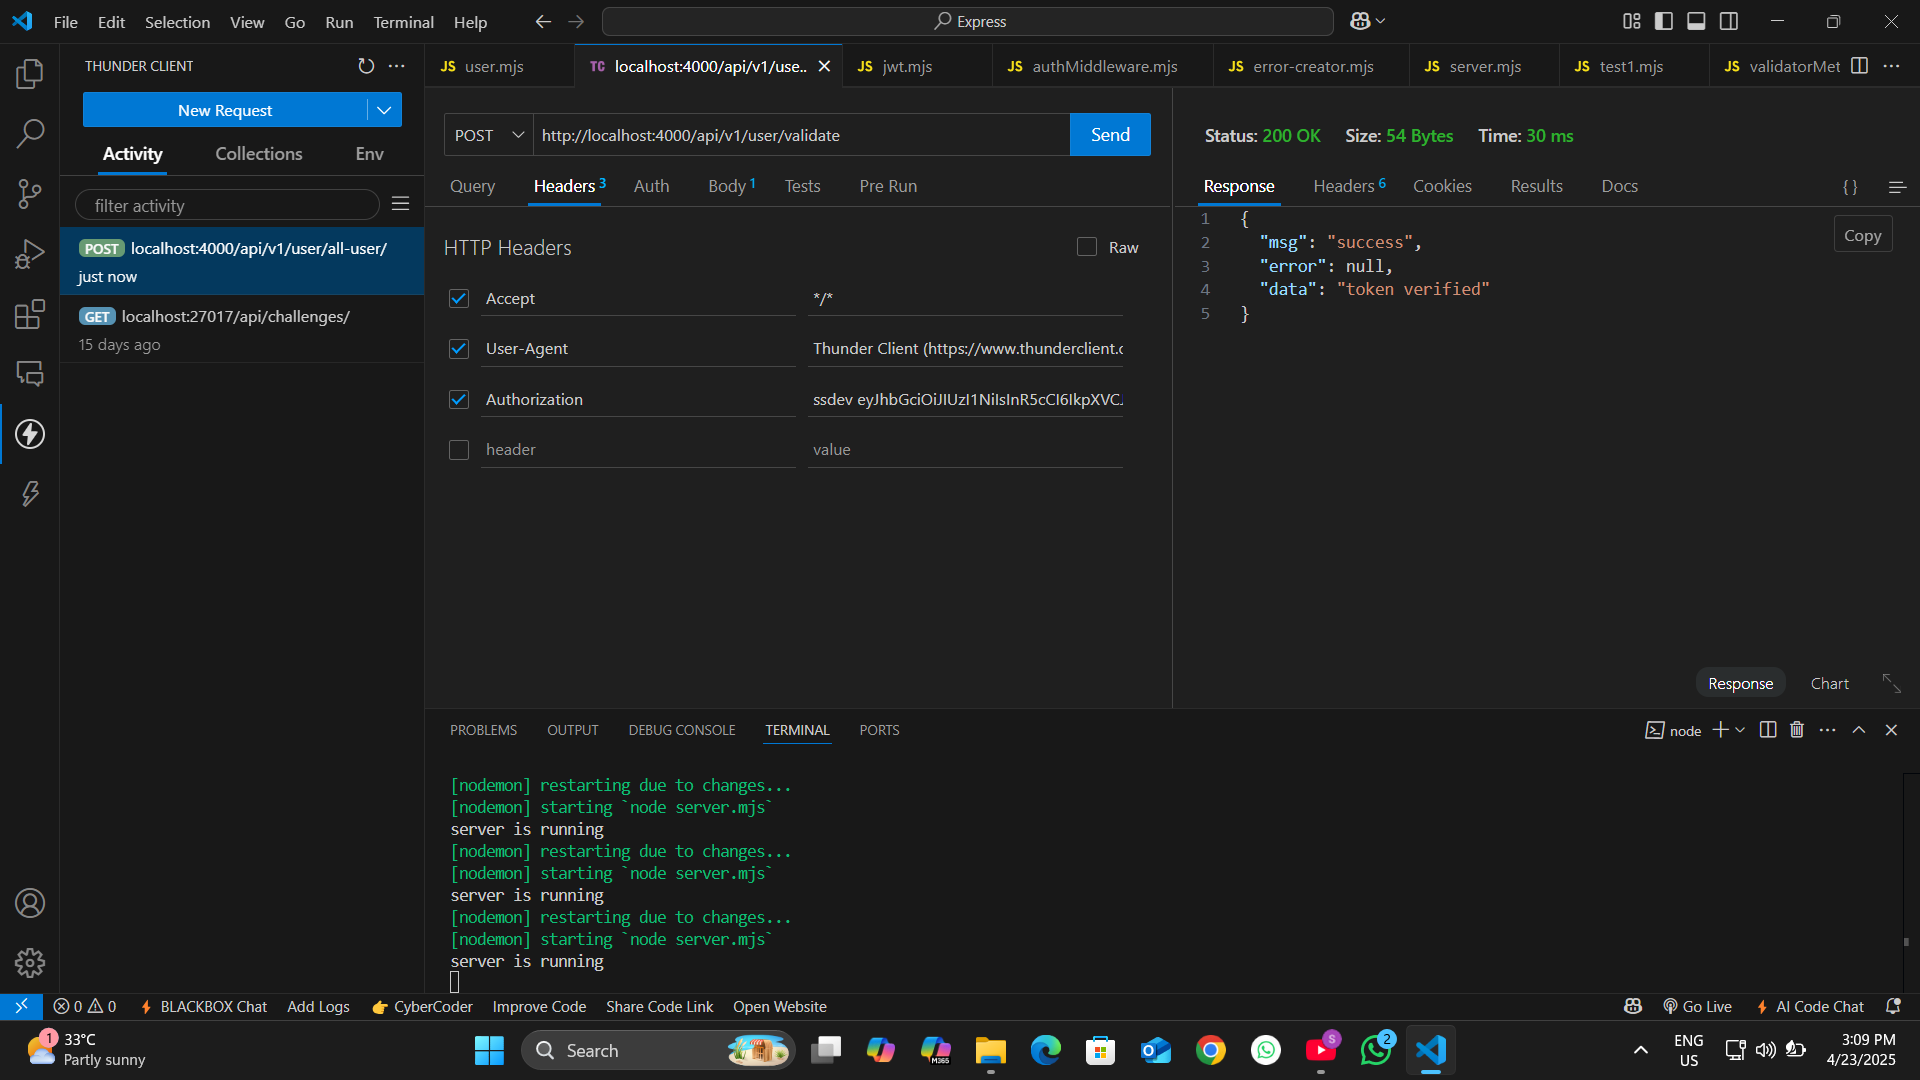 File Edit Selection View Go Run Terminal Help
Express
THUNDER CLIENT
New Request
Activity Collections Env
filter activity
POST localhost:4000/api/v1/user/all-user/
just now
GET localhost:27017/api/challenges/
15 days ago
JS user.mjs
TC localhost:4000/api/v1/use..
JS jwt.mjs
JS authMiddleware.mjs
JS error-creator.mjs
JS server.mjs
JS test1.mjs
JS validatorMet
POST http://localhost:4000/api/v1/user/validate Send
Query Headers 3 Auth Body 1 Tests Pre Run
HTTP Headers Raw
Accept */*
User-Agent Thunder Client (https://www.thunderclient.c
Authorization ssdev eyJhbGciOiJIUzI1NiIsInR5cCI6IkpXVCJ
header value
Status: 200 OK Size: 54 Bytes Time: 30 ms
Response Headers 6 Cookies Results Docs {}
1 {
2 "msg": "success",
3 "error": null,
4 "data": "token verified"
5 }
Copy
Response Chart
PROBLEMS OUTPUT DEBUG CONSOLE TERMINAL PORTS
node
[nodemon] restarting due to changes...
[nodemon] starting `node server.mjs`
server is running
[nodemon] restarting due to changes...
[nodemon] starting `node server.mjs`
server is running
[nodemon] restarting due to changes...
[nodemon] starting `node server.mjs`
server is running
0 0 BLACKBOX Chat Add Logs CyberCoder Improve Code Share Code Link Open Website
Go Live AI Code Chat
1
33°C
Partly sunny
Search
M365
S
2
ENG
US
3:09 PM
4/23/2025